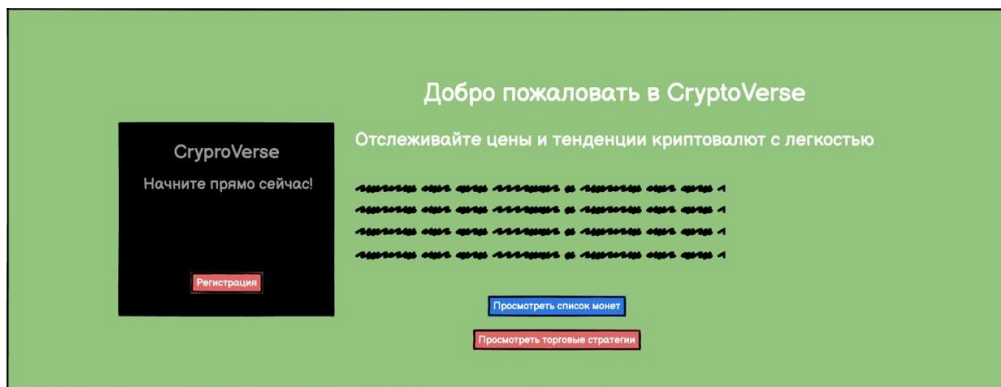 CryproVerse
Начните прямо сейчас!
Регистрация
Добро пожаловать в CryptoVerse
Отслеживайте цены и тенденции криптовалют с легкостью
Просмотреть список монет
Просмотреть торговые стратегии